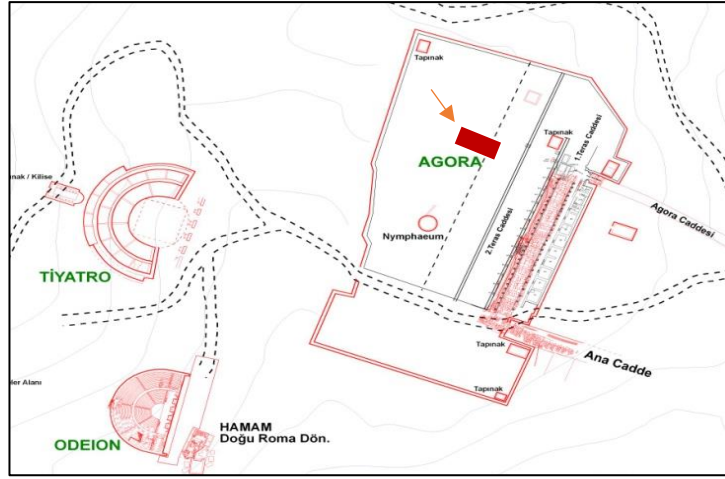 Tapınak
Tapınak
1.Teras Caddesi
AGORA
Agora Caddesi
nak / Kilise
Nymphaeum
2.Teras Caddesi
TİYATRO
Tapınak
Ana Cadde
ler Alanı
Tapınak
HAMAM
Doğu Roma Dön.
ODEION